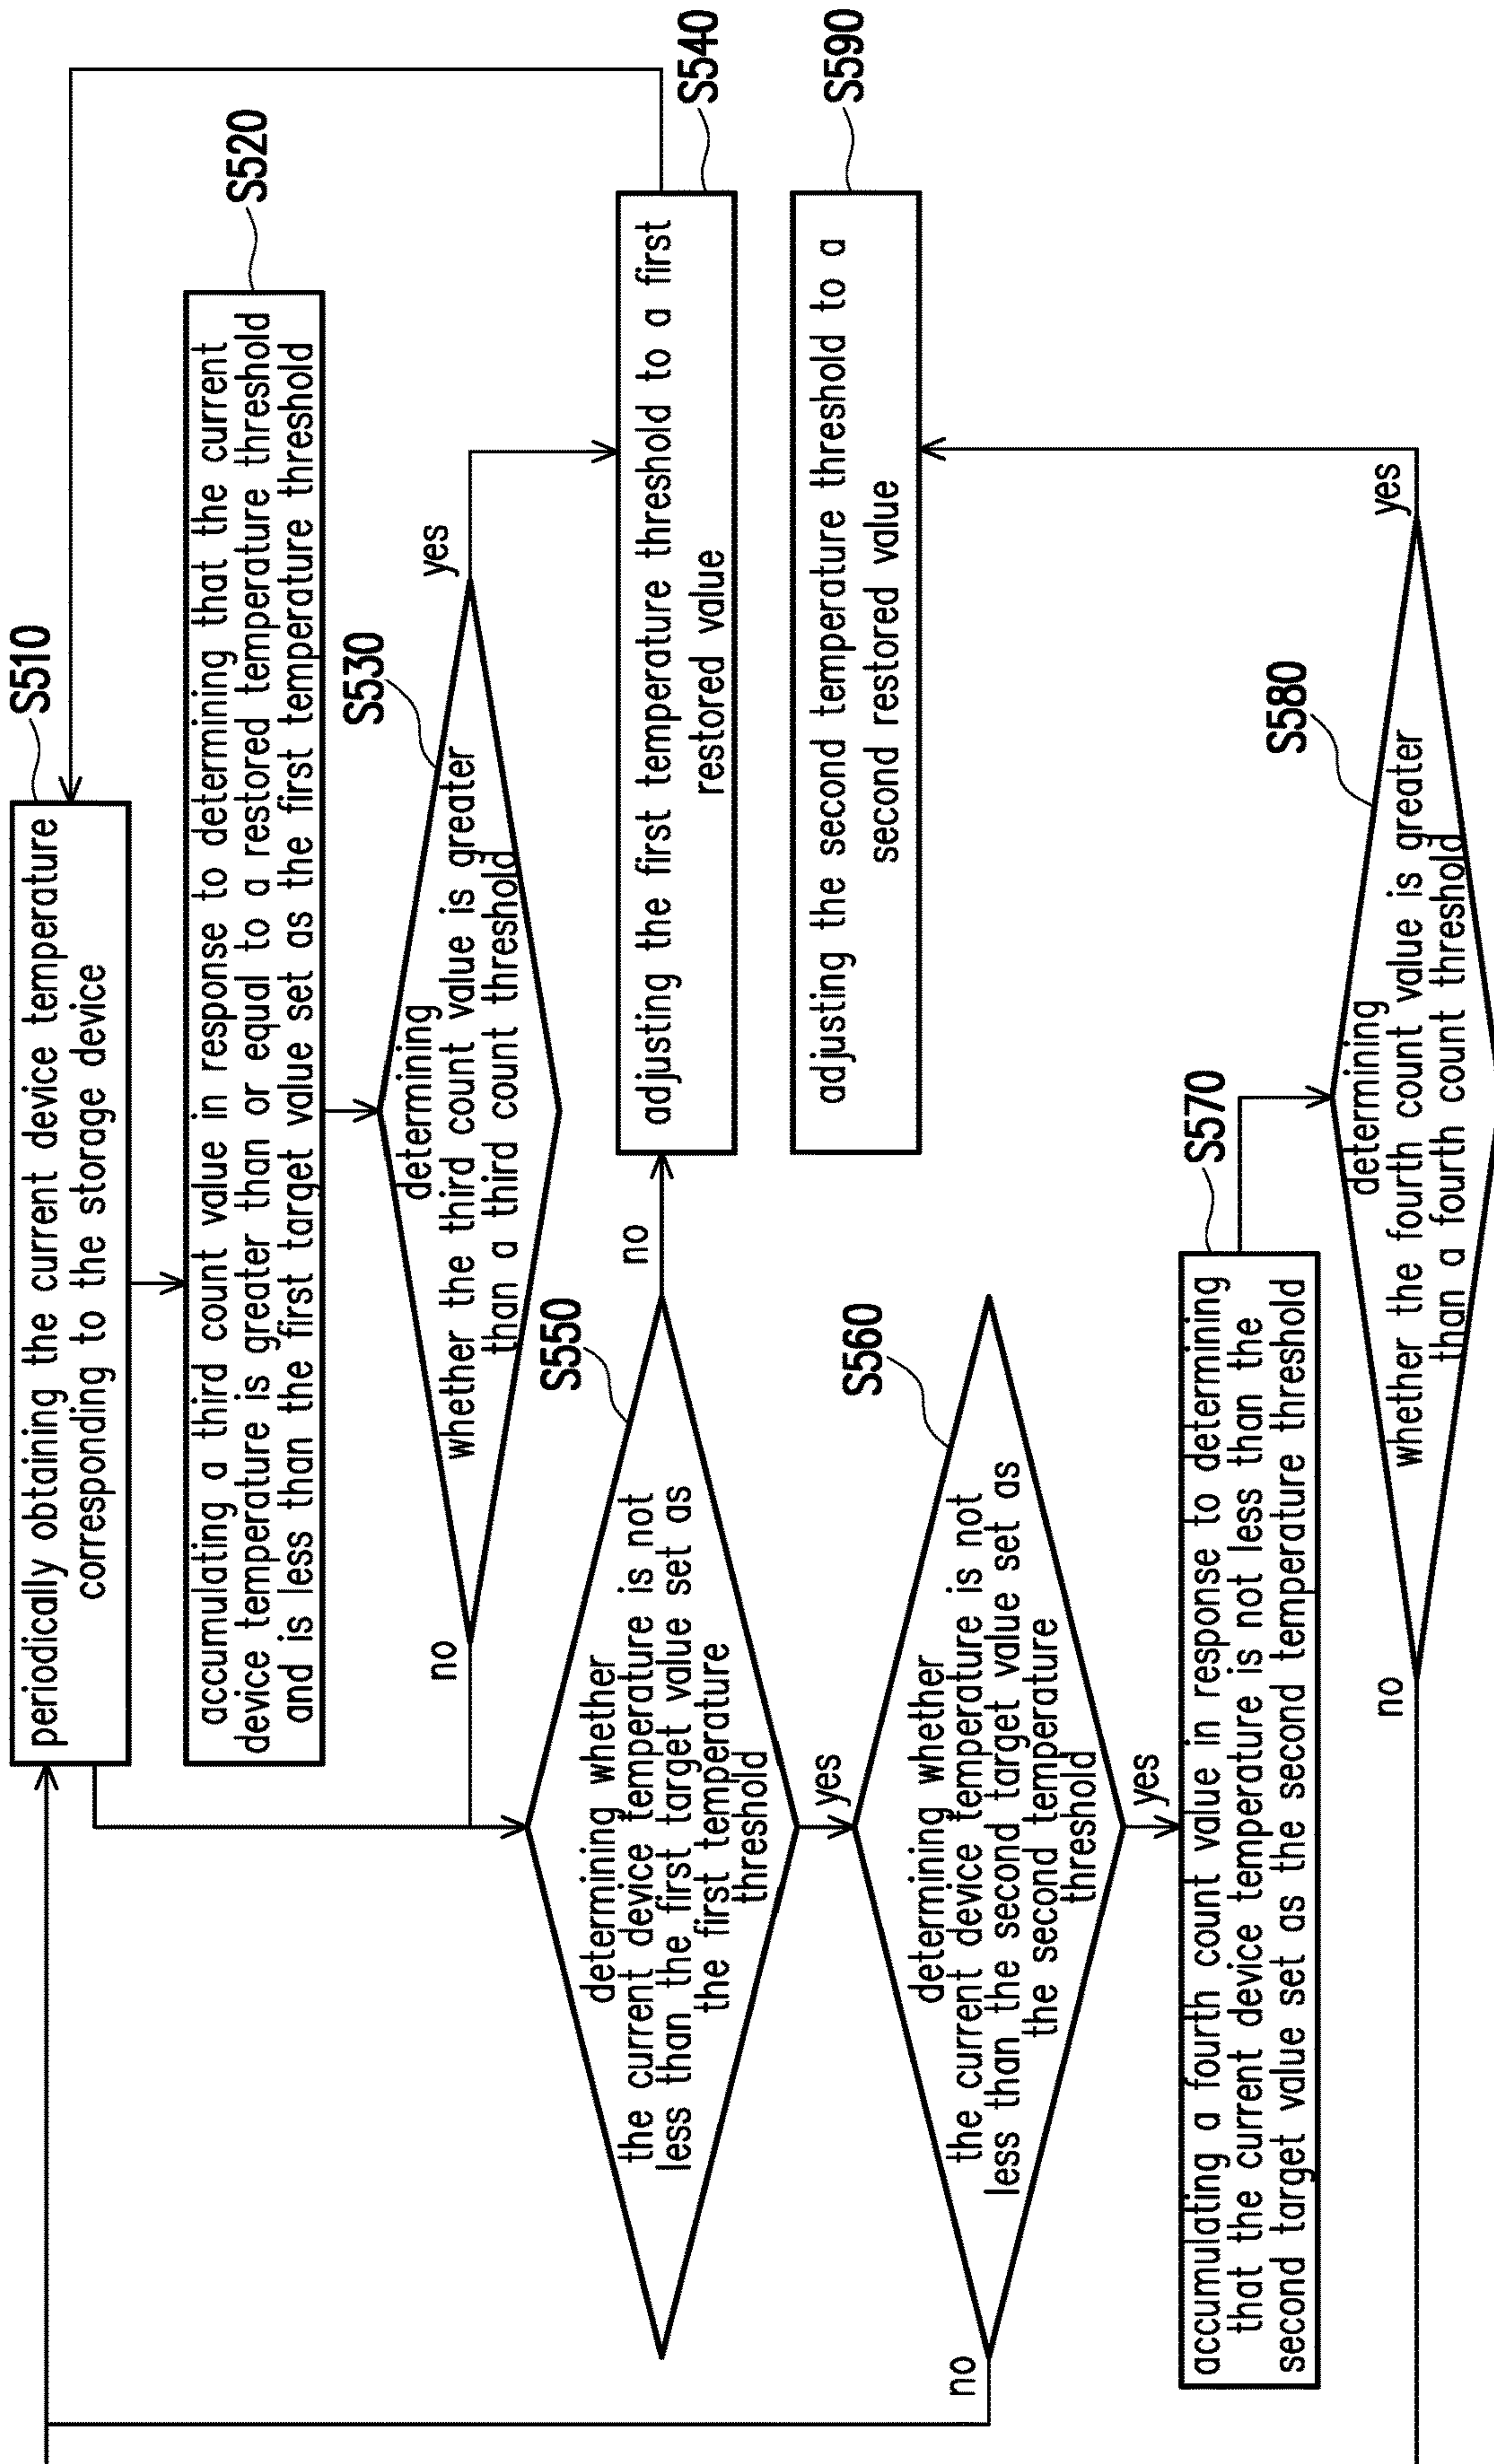 S510
periodically obtaining the current device temperature
corresponding to the storage device
S520
accumulating a third count value in response to determining that the current
device temperature is greater than or equal to a restored temperature threshold
and is less than the first target value set as the first temperature threshold
S530
determining
whether the third count value is greater
than a third count threshold
yes
no
S540
adjusting the first temperature threshold to a first
restored value
S550
determining whether
the current device temperature is not
less than the first target value set as
the first temperature
threshold
no
yes
S560
determining whether
the current device temperature is not
less than the second target value set as
the second temperature
threshold
no
yes
S590
adjusting the second temperature threshold to a
second restored value
S570
accumulating a fourth count value in response to determining
that the current device temperature is not less than the
second target value set as the second temperature threshold
S580
determining
whether the fourth count value is greater
than a fourth count threshold
yes
no